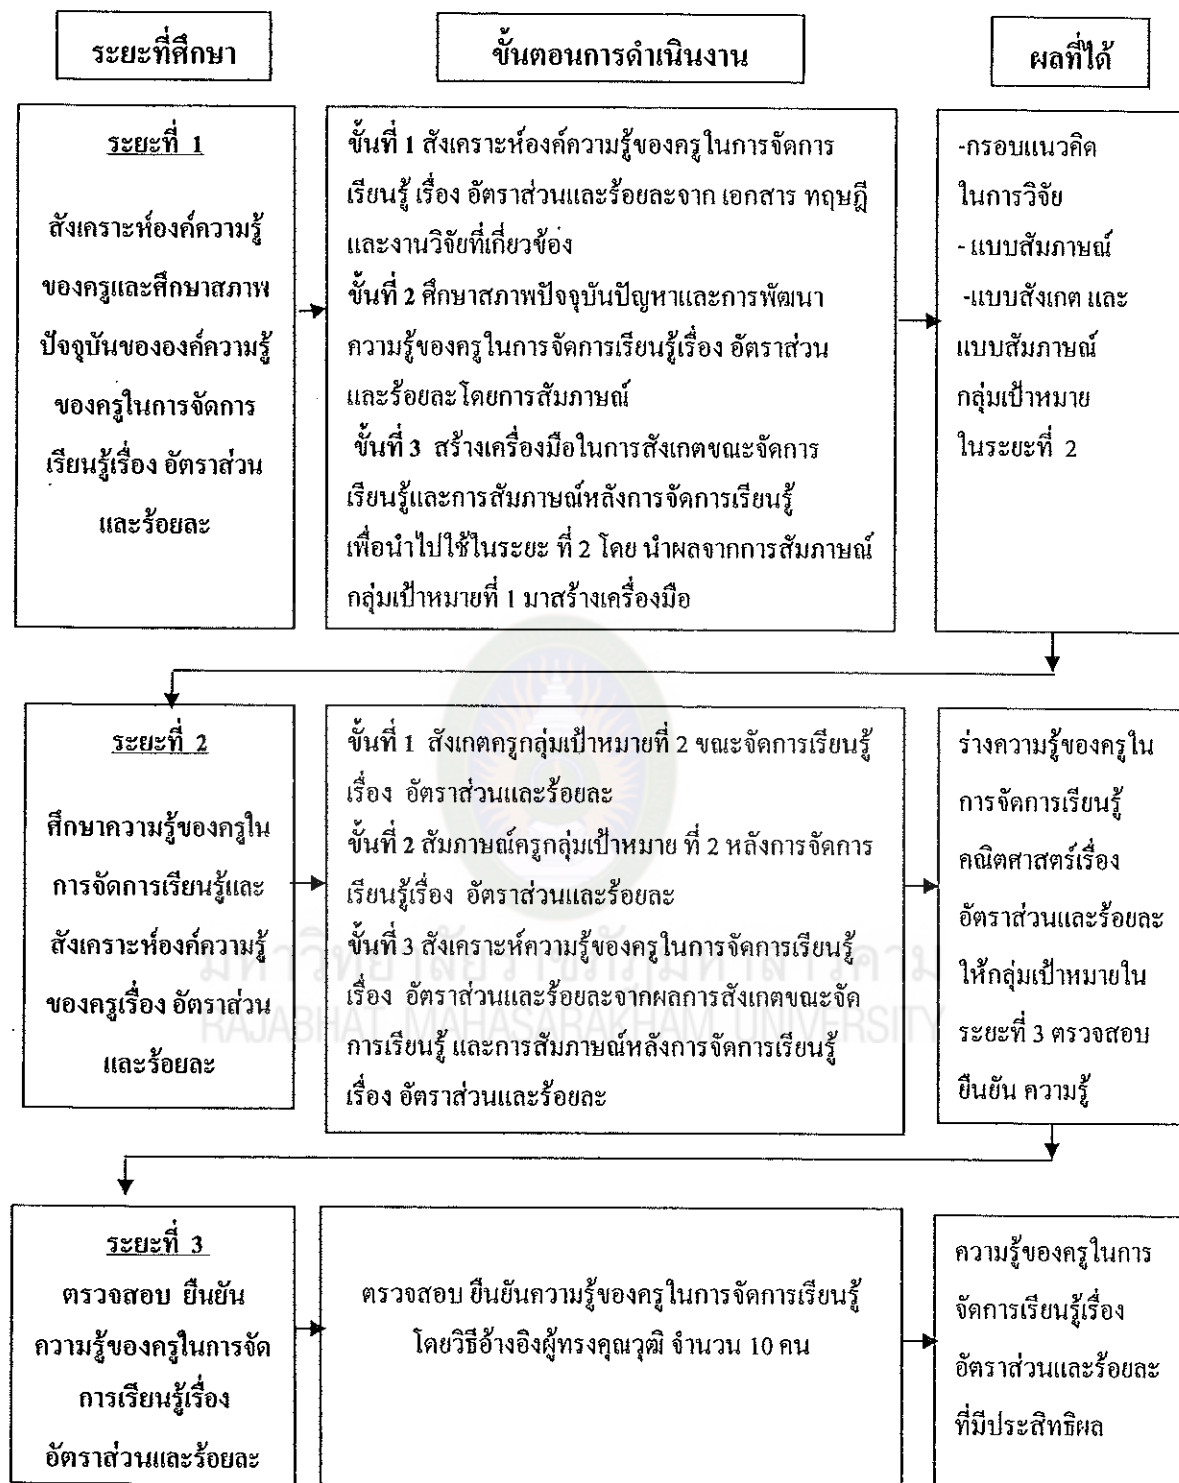 ระยะที่ศึกษา
ขั้นตอนการดำเนินงาน
ผลที่ได้
ระยะที่ 1
สังเคราะห์องค์ความรู้
ของครูและศึกษาสภาพ
ปัจจุบันขององค์ความรู้
ของครูในการจัดการ
เรียนรู้เรื่อง อัตราส่วน
และร้อยละ
ขั้นที่ 1 สังเคราะห์องค์ความรู้ของครูในการจัดการ
เรียนรู้ เรื่อง อัตราส่วนและร้อยละจาก เอกสาร ทฤษฎี
และงานวิจัยที่เกี่ยวข้อง
ขั้นที่ 2 ศึกษาสภาพปัจจุบันปัญหาและการพัฒนา
ความรู้ของครูในการจัดการเรียนรู้เรื่อง อัตราส่วน
และร้อยละโดยการสัมภาษณ์
ขั้นที่ 3 สร้างเครื่องมือในการสังเกตขณะจัดการ
เรียนรู้และการสัมภาษณ์หลังการจัดการเรียนรู้
เพื่อนำไปใช้ในระยะ ที่ 2 โดย นำผลจากการสัมภาษณ์
กลุ่มเป้าหมายที่ 1 มาสร้างเครื่องมือ
-กรอบแนวคิด
ในการวิจัย
- แบบสัมภาษณ์
-แบบสังเกต และ
แบบสัมภาษณ์
กลุ่มเป้าหมาย
ในระยะที่ 2
ระยะที่ 2
ศึกษาความรู้ของครูใน
การจัดการเรียนรู้และ
สังเคราะห์องค์ความรู้
ของครูเรื่อง อัตราส่วน
และร้อยละ
ขั้นที่ 1 สังเกตครูกลุ่มเป้าหมายที่ 2 ขณะจัดการเรียนรู้
เรื่อง อัตราส่วนและร้อยละ
ขั้นที่ 2 สัมภาษณ์ครูกลุ่มเป้าหมาย ที่ 2 หลังการจัดการ
เรียนรู้เรื่อง อัตราส่วนและร้อยละ
ขั้นที่ 3 สังเคราะห์ความรู้ของครูในการจัดการเรียนรู้
เรื่อง อัตราส่วนและร้อยละจากผลการสังเกตขณะจัด
การเรียนรู้ และการสัมภาษณ์หลังการจัดการเรียนรู้
เรื่อง อัตราส่วนและร้อยละ
ร่างความรู้ของครูใน
การจัดการเรียนรู้
คณิตศาสตร์เรื่อง
อัตราส่วนและร้อยละ
ให้กลุ่มเป้าหมายใน
ระยะที่ 3 ตรวจสอบ
ยืนยัน ความรู้
มหาวิทยาลัยราชภัฏมหาสารคาม
RAJABHAT MAHASARAKHAM UNIVERSITY
ระยะที่ 3
ตรวจสอบ ยืนยัน
ความรู้ของครูในการจัด
การเรียนรู้เรื่อง
อัตราส่วนและร้อยละ
ตรวจสอบ ยืนยันความรู้ของครูในการจัดการเรียนรู้
โดยวิธีอ้างอิงผู้ทรงคุณวุฒิ จำนวน 10 คน
ความรู้ของครูในการ
จัดการเรียนรู้เรื่อง
อัตราส่วนและร้อยละ
ที่มีประสิทธิผล